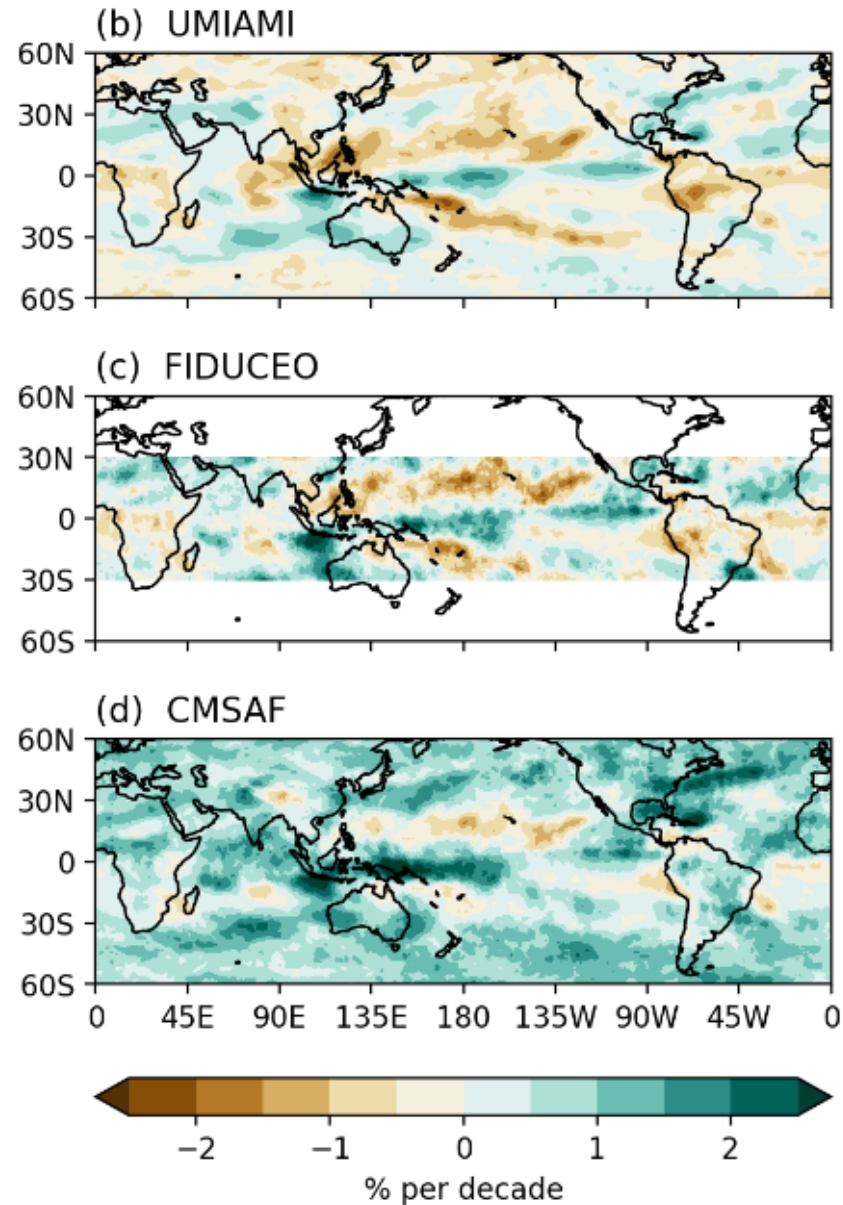 (b) UMIAMI
60N
30N
0
30S
60S
(c) FIDUCEO
60N
30N
0
30S
60S
(d) CMSAF
60N
30N
0
30S
60S
0 45E 90E 135E 180 135W 90W 45W 0
−2 −1 0 1 2
% per decade